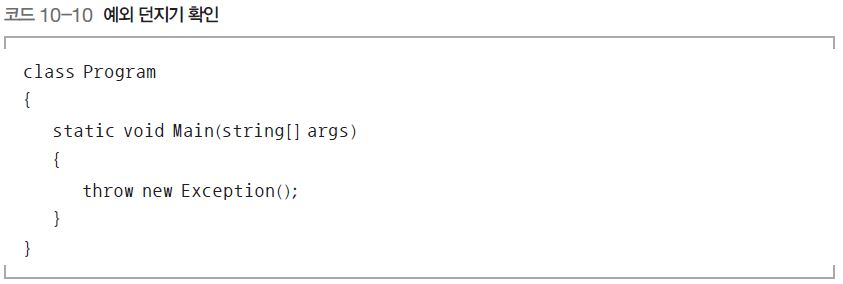 코드 10-10 예외 던지기 확인
class Program
{
static void Main(string[] args)
{
throw new Exception();
}
}